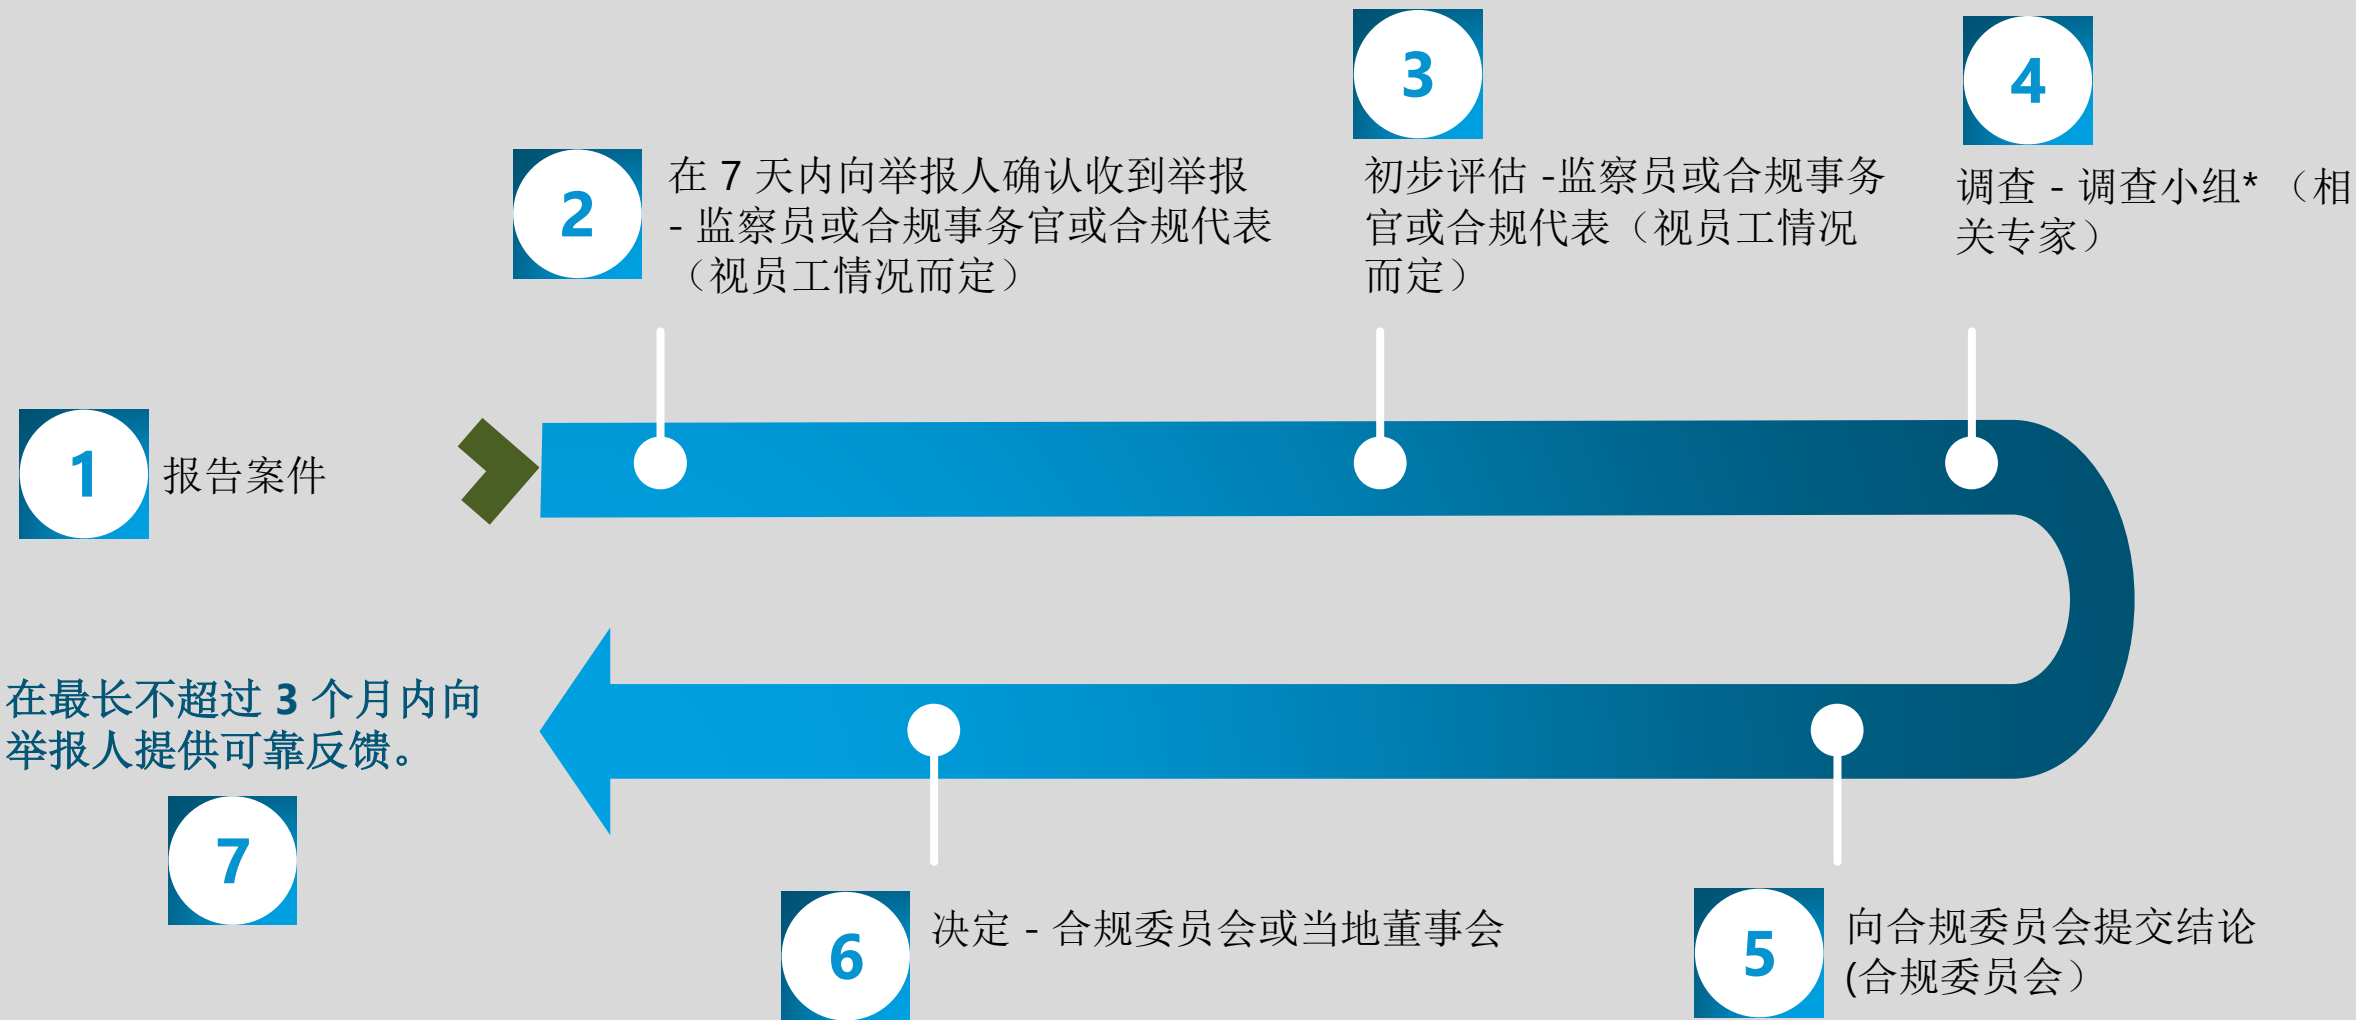 1
报告案件
2
在 7 天内向举报人确认收到举报
- 监察员或合规事务官或合规代表
（视员工情况而定）
3
初步评估 -监察员或合规事务
官或合规代表（视员工情况
而定）
4
调查 - 调查小组* （相
关专家）
5
向合规委员会提交结论
(合规委员会）
6
决定 - 合规委员会或当地董事会
在最长不超过 3 个月内向
举报人提供可靠反馈。
7